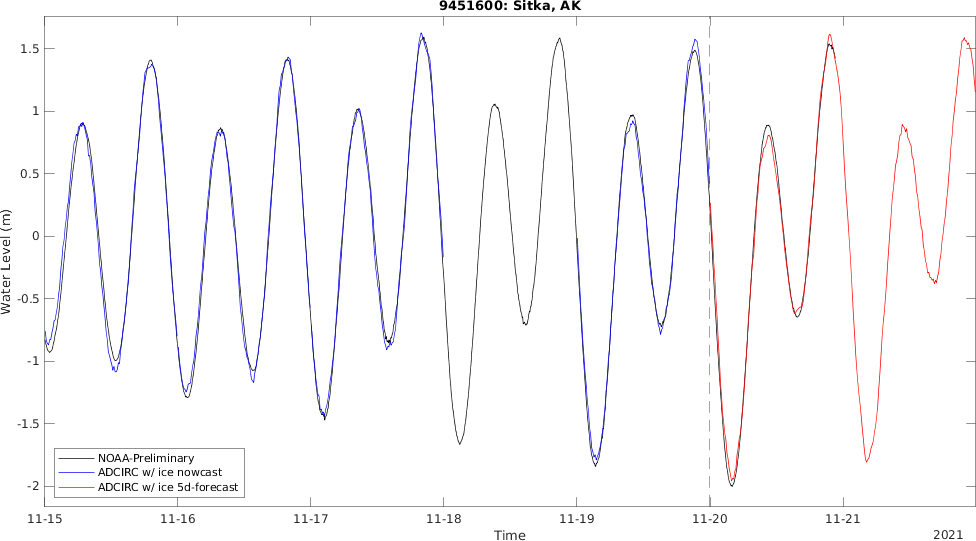 9451600: Sitka, AK
1.5
1
0.5
0
-0.5
-1
-1.5
-2
Water Level (m)
NOAA-Preliminary
ADCIRC w/ ice nowcast
ADCIRC w/ ice 5d-forecast
11-15 11-16 11-17 11-18 11-19 11-20 11-21
Time
2021